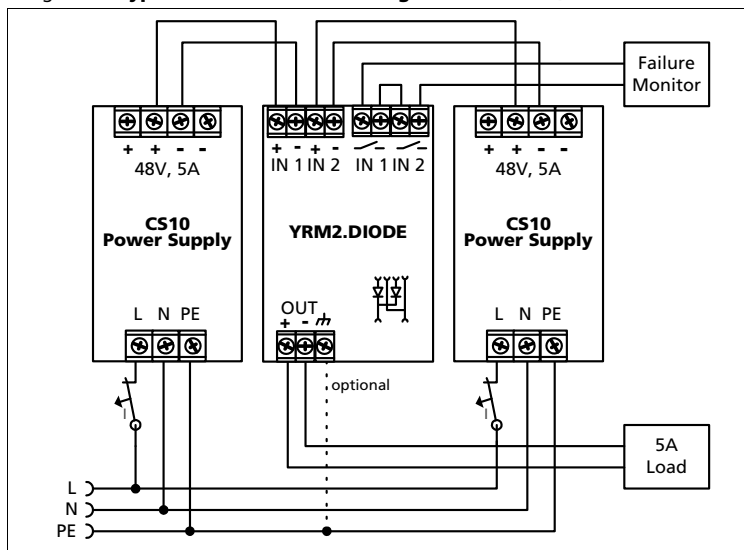 Failure
Monitor
+ + - -
48V, 5A
CS10
Power Supply
L N PE
+ - + -
IN 1 IN 2 IN 1 IN 2
YRM2.DIODE
OUT
+ -
optional
+ + - -
48V, 5A
CS10
Power Supply
L N PE
I
I
5A
Load
L
N
PE